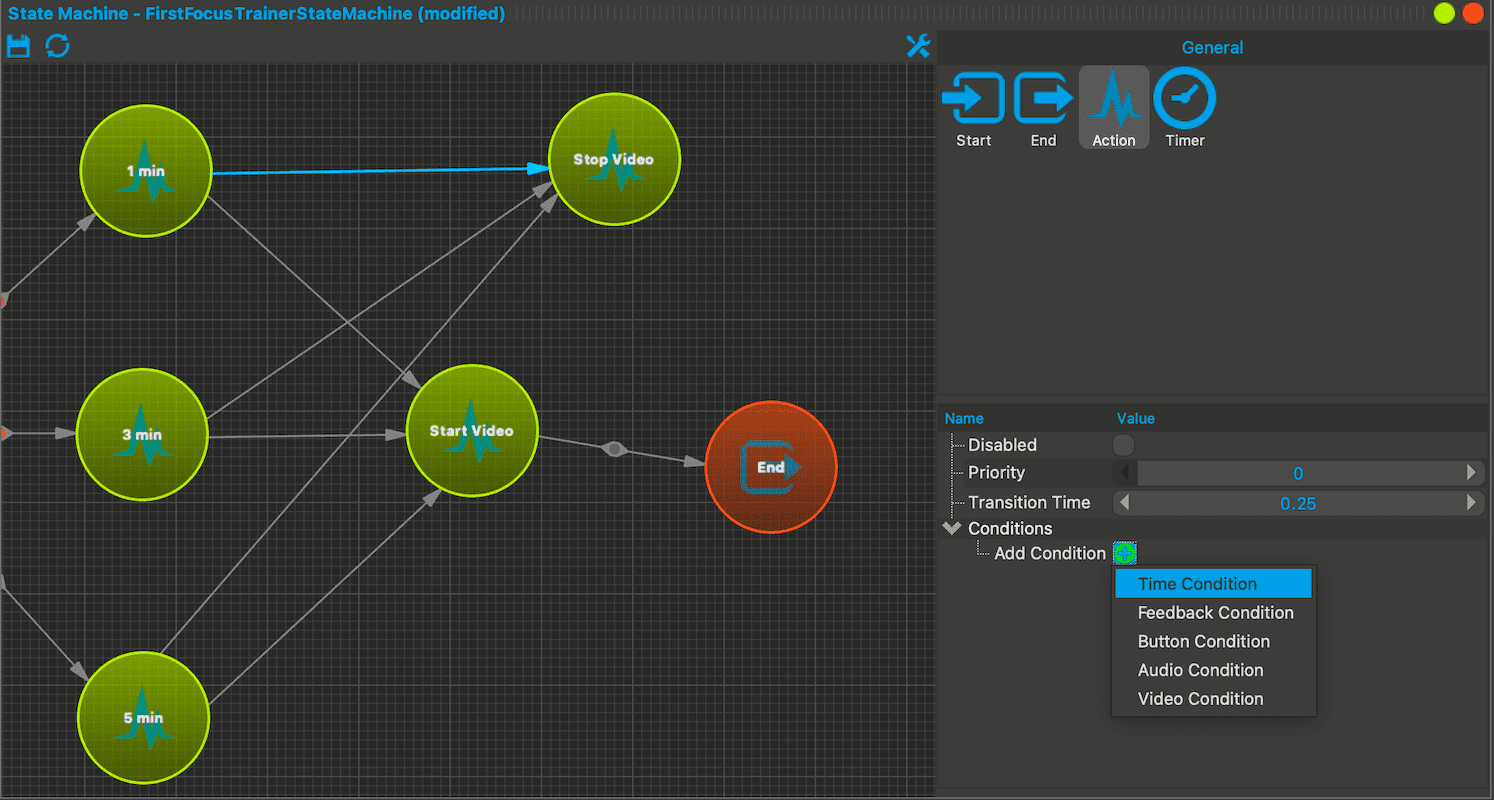 State Machine - FirstFocusTrainerStateMachine (modified)
General
Start
End
Action
Timer
1 min
Stop Video
3 min
Start Video
End
5 min
Name Value
Disabled
Priority 0
Transition Time 0.25
Conditions
Add Condition
Time Condition
Feedback Condition
Button Condition
Audio Condition
Video Condition